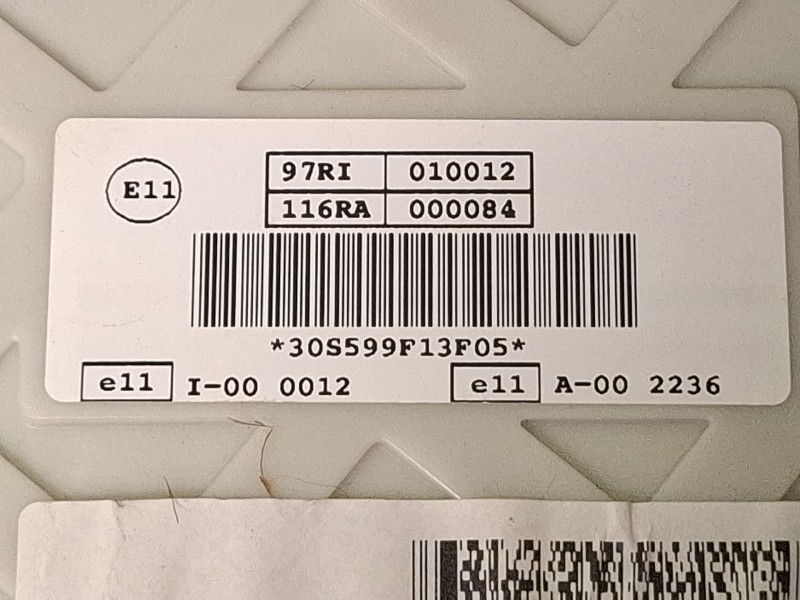 E11
97RI 010012
116RA 000084
*30S599F13F05*
e11 I-00 0012 e11 A-00 2236